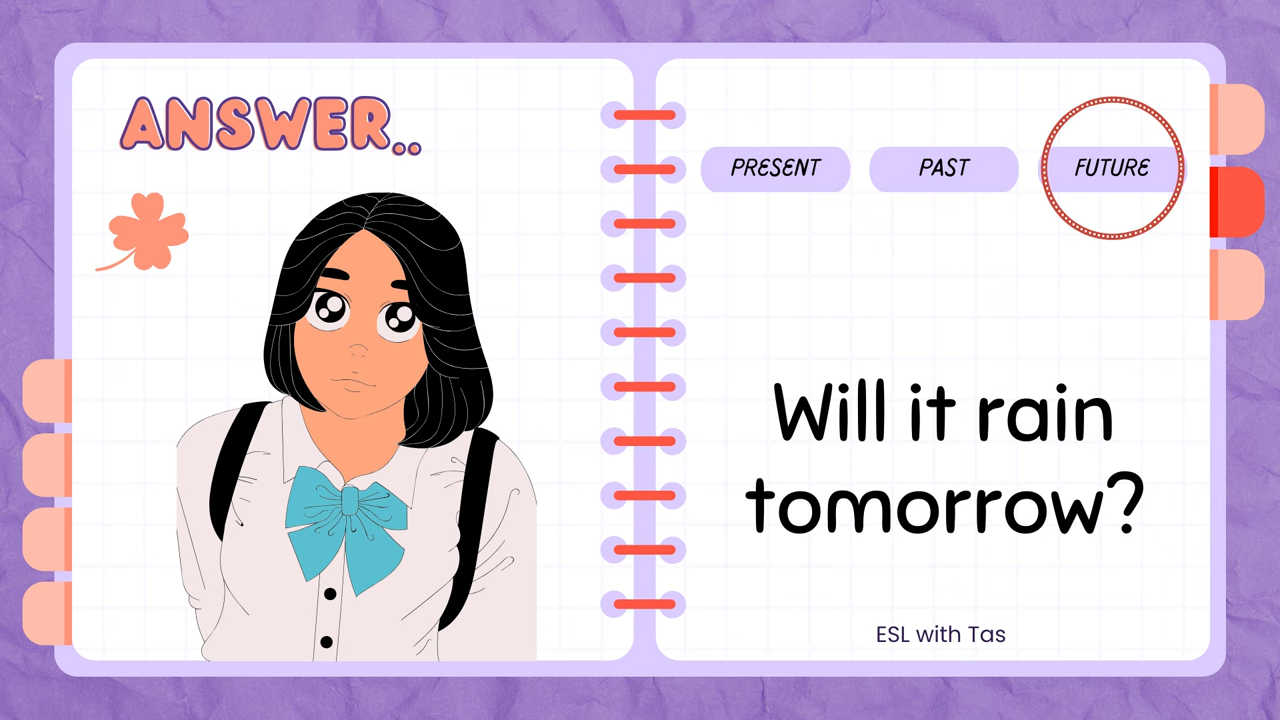 ANSWER..
PRESENT PAST FUTURE
Will it rain
tomorrow?
ESL with Tas